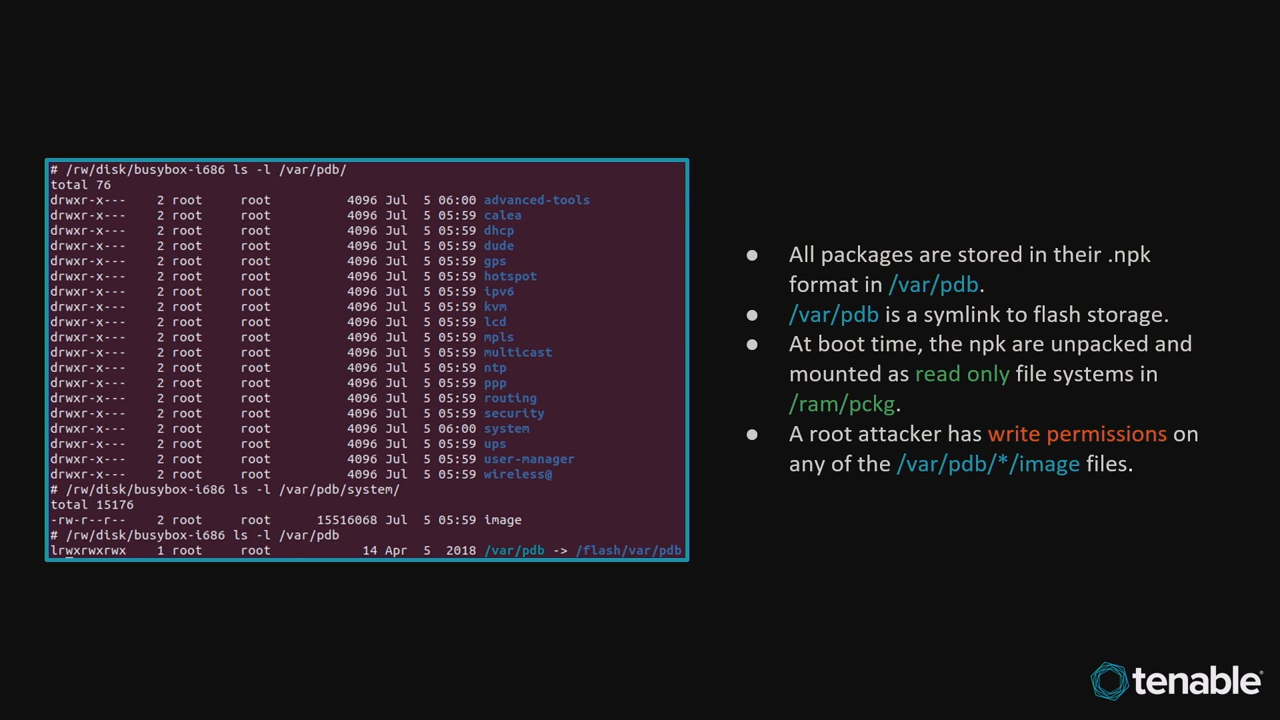 # /rw/disk/busybox-i686 ls -l /var/pdb/
total 76
drwxr-x--- 2 root root 4096 Jul 5 06:00 advanced-tools
drwxr-x--- 2 root root 4096 Jul 5 05:59 calea
drwxr-x--- 2 root root 4096 Jul 5 05:59 dhcp
drwxr-x--- 2 root root 4096 Jul 5 05:59 dude
drwxr-x--- 2 root root 4096 Jul 5 05:59 gps
drwxr-x--- 2 root root 4096 Jul 5 05:59 hotspot
drwxr-x--- 2 root root 4096 Jul 5 05:59 ipv6
drwxr-x--- 2 root root 4096 Jul 5 05:59 kvm
drwxr-x--- 2 root root 4096 Jul 5 05:59 lcd
drwxr-x--- 2 root root 4096 Jul 5 05:59 mpls
drwxr-x--- 2 root root 4096 Jul 5 05:59 multicast
drwxr-x--- 2 root root 4096 Jul 5 05:59 ntp
drwxr-x--- 2 root root 4096 Jul 5 05:59 ppp
drwxr-x--- 2 root root 4096 Jul 5 05:59 routing
drwxr-x--- 2 root root 4096 Jul 5 05:59 security
drwxr-x--- 2 root root 4096 Jul 5 06:00 system
drwxr-x--- 2 root root 4096 Jul 5 05:59 ups
drwxr-x--- 2 root root 4096 Jul 5 05:59 user-manager
drwxr-x--- 2 root root 4096 Jul 5 05:59 wireless@
# /rw/disk/busybox-i686 ls -l /var/pdb/system/
total 15176
-rw-r--r-- 2 root root 15516068 Jul 5 05:59 image
# /rw/disk/busybox-i686 ls -l /var/pdb
lrwxrwxrwx 1 root root 14 Apr 5 2018 /var/pdb -> /flash/var/pdb
● All packages are stored in their .npk
format in /var/pdb.
● /var/pdb is a symlink to flash storage.
● At boot time, the npk are unpacked and
mounted as read only file systems in
/ram/pckg.
● A root attacker has write permissions on
any of the /var/pdb/*/image files.
tenable